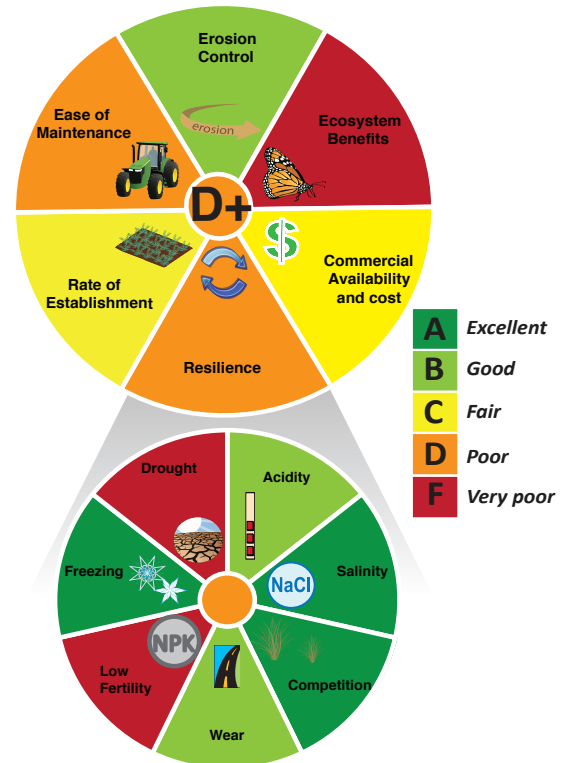 Erosion
Control
erosion
Ease of
Maintenance
Ecosystem
Benefits
D+
$
Rate of
Establishment
Commercial
Availability
and cost
Resilience
A Excellent
B Good
C Fair
D Poor
F Very poor
Drought
Acidity
Freezing
NaCl
Salinity
NPK
Low
Fertility
Competition
Wear